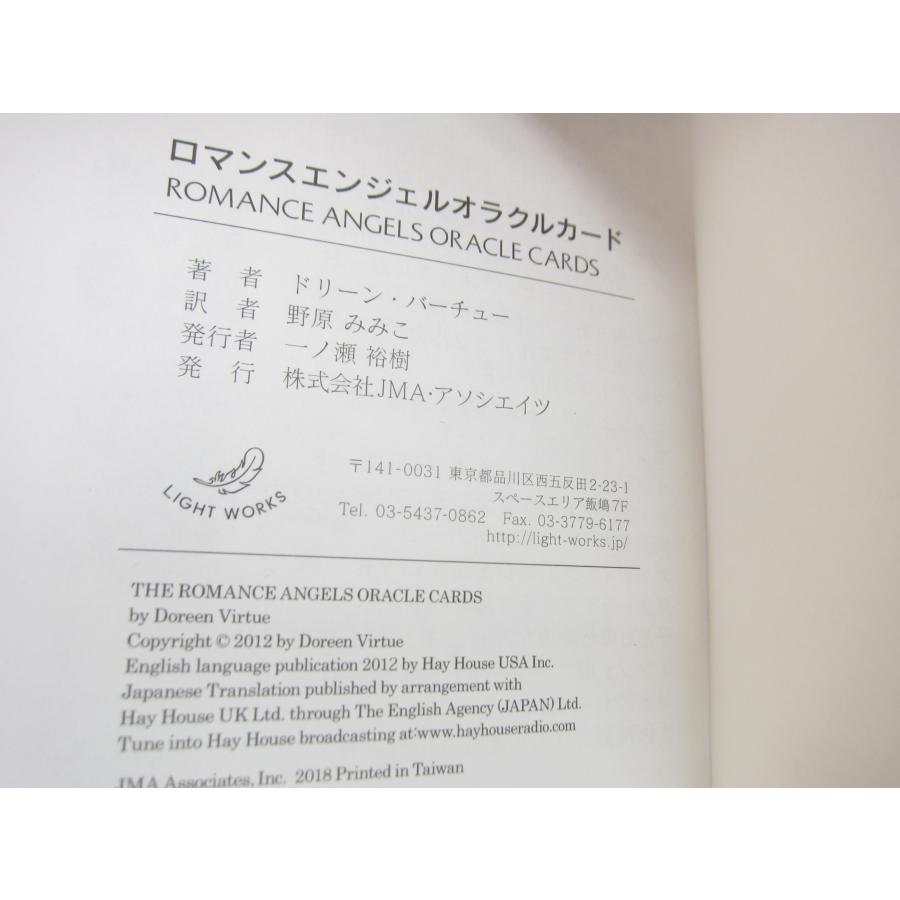 ロマンスエンジェルオラクルカード
ROMANCE ANGELS ORACLE CARDS
著 者 ドリーン・バーチュー
訳 者 野原 みみこ
発行者 一ノ瀬 裕樹
発 行 株式会社JMA・アソシエイツ
LIGHT WORKS
〒141-0031 東京都品川区西五反田2-23-1
スペースエリア飯嶋7F
Tel. 03-5437-0862 Fax. 03-3779-6177
http://light-works.jp/
THE ROMANCE ANGELS ORACLE CARDS
by Doreen Virtue
Copyright © 2012 by Doreen Virtue
English language publication 2012 by Hay House USA Inc.
Japanese Translation published by arrangement with
Hay House UK Ltd. through The English Agency (JAPAN) Ltd.
Tune into Hay House broadcasting at:www.hayhouseradio.com
JMA Associates, Inc. 2018 Printed in Taiwan